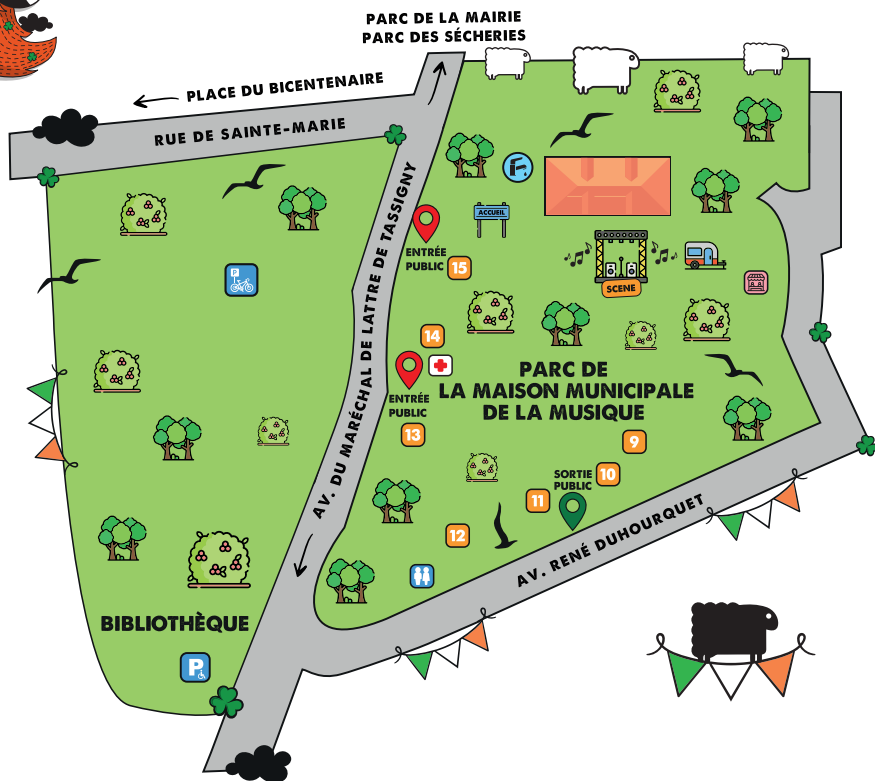 PARC DE LA MAIRIE
PARC DES SÉCHERIES
PLACE DU BICENTENAIRE
RUE DE SAINTE-MARIE
AV. DU MARÉCHAL DE LATTRE DE TASSIGNY
ACCUEIL
ENTRÉE
PUBLIC
15
SCENE
P
14
ENTRÉE
PUBLIC
13
PARC DE
LA MAISON MUNICIPALE
DE LA MUSIQUE
9
SORTIE
PUBLIC
10
11
12
AV. RENÉ DUHOURQUET
BIBLIOTHÈQUE
P